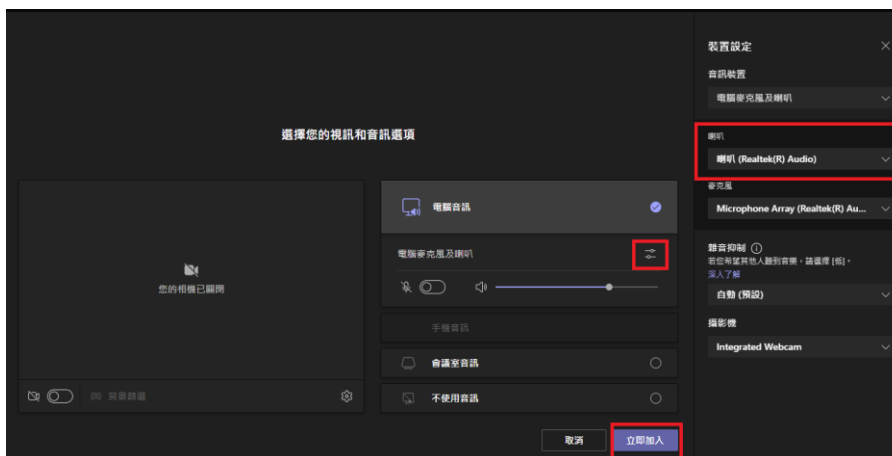 選擇您的視訊和音訊選項
您的相機已關閉
背景篩選
電腦音訊
電腦麥克風及喇叭
手機音訊
會議室音訊
不使用音訊
取消
立即加入
裝置設定
音訊裝置
電腦麥克風及喇叭
喇叭
喇叭 (Realtek(R) Audio)
麥克風
Microphone Array (Realtek(R) Au...
雜音抑制
若您希望其他人聽到音樂，請選擇 [低]。
深入了解
自動 (預設)
攝影機
Integrated Webcam